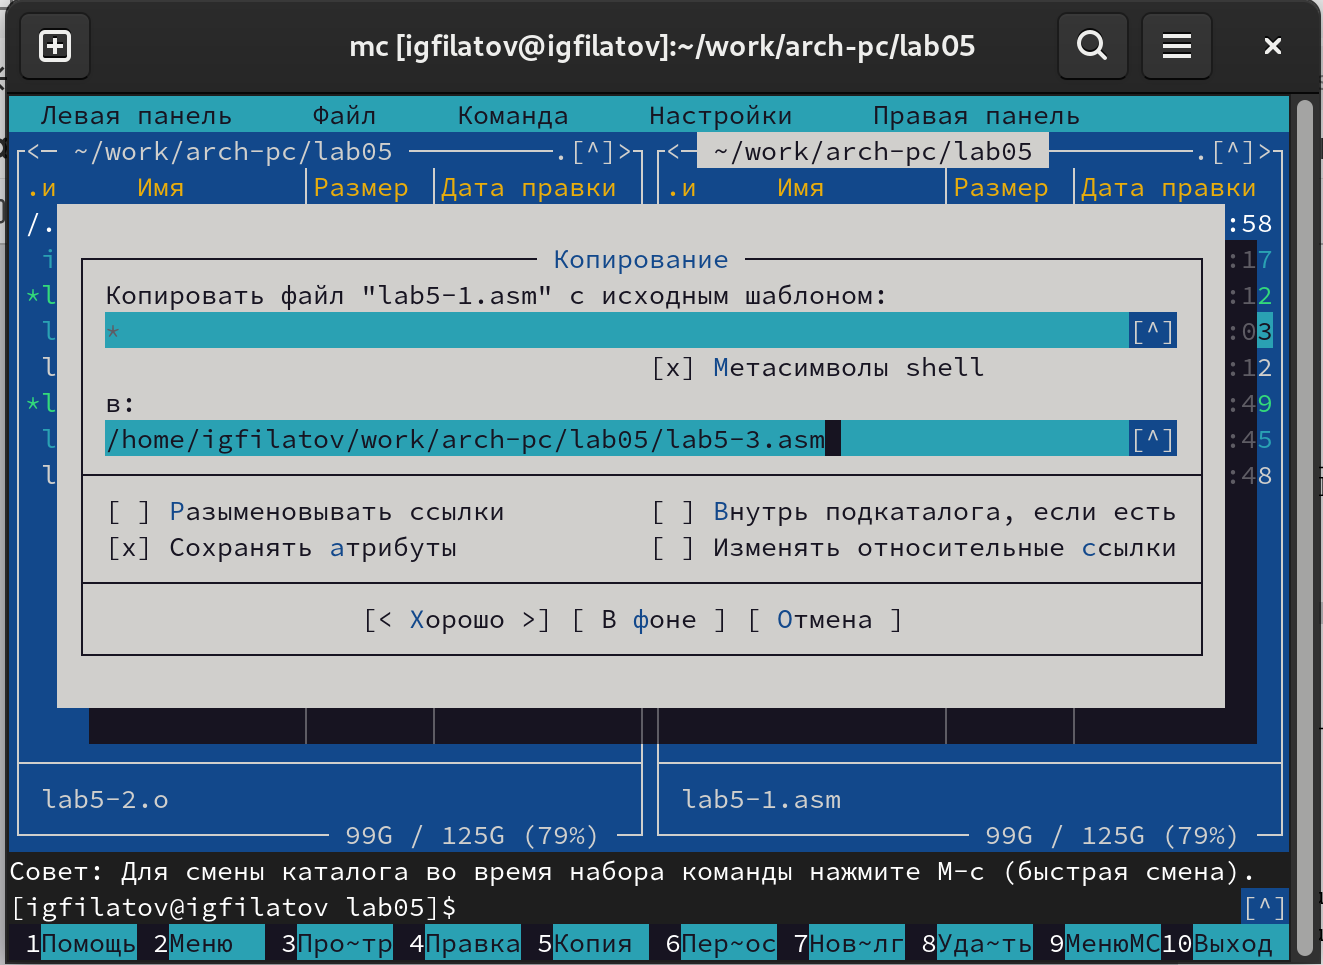 mc [igfilatov@igfilatov]:~/work/arch-pc/lab05
Левая панель Файл Команда Настройки Правая панель
<─ ~/work/arch-pc/lab05 .[^]> <─ ~/work/arch-pc/lab05 .[^]>
.и Имя Размер Дата правки .и Имя Размер Дата правки
/. :58
i Копирование :17
*l Копировать файл "lab5-1.asm" с исходным шаблоном: :12
l * [^] :03
l [x] Метасимволы shell :12
*l в: :49
l /home/igfilatov/work/arch-pc/lab05/lab5-3.asm [^] :45
l :48
[ ] Разыменовывать ссылки [ ] Внутрь подкаталога, если есть
[x] Сохранять атрибуты [ ] Изменять относительные ссылки
[< Хорошо >] [ В фоне ] [ Отмена ]
lab5-2.o lab5-1.asm
99G / 125G (79%) 99G / 125G (79%)
Совет: Для смены каталога во время набора команды нажмите M-c (быстрая смена).
[igfilatov@igfilatov lab05]$ [^]
1Помощь 2Меню 3Про~тр 4Правка 5Копия 6Пер~ос 7Нов~лг 8Уда~ть 9МенюМС 10Выход